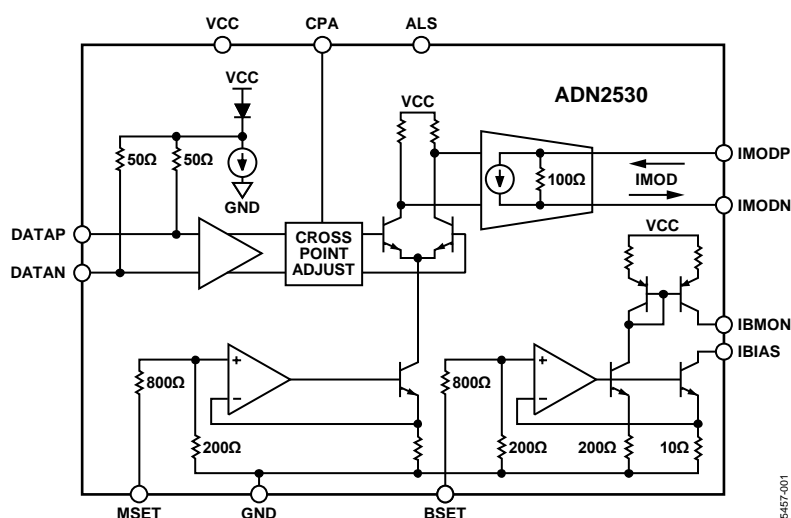 VCC CPA ALS
VCC
VCC
ADN2530
50Ω 50Ω
GND
100Ω
IMOD
IMODP
IMODN
DATAP
DATAN
CROSS
POINT
ADJUST
VCC
IBMON
IBIAS
800Ω
200Ω
800Ω
200Ω 200Ω 10Ω
MSET GND BSET
5457-001